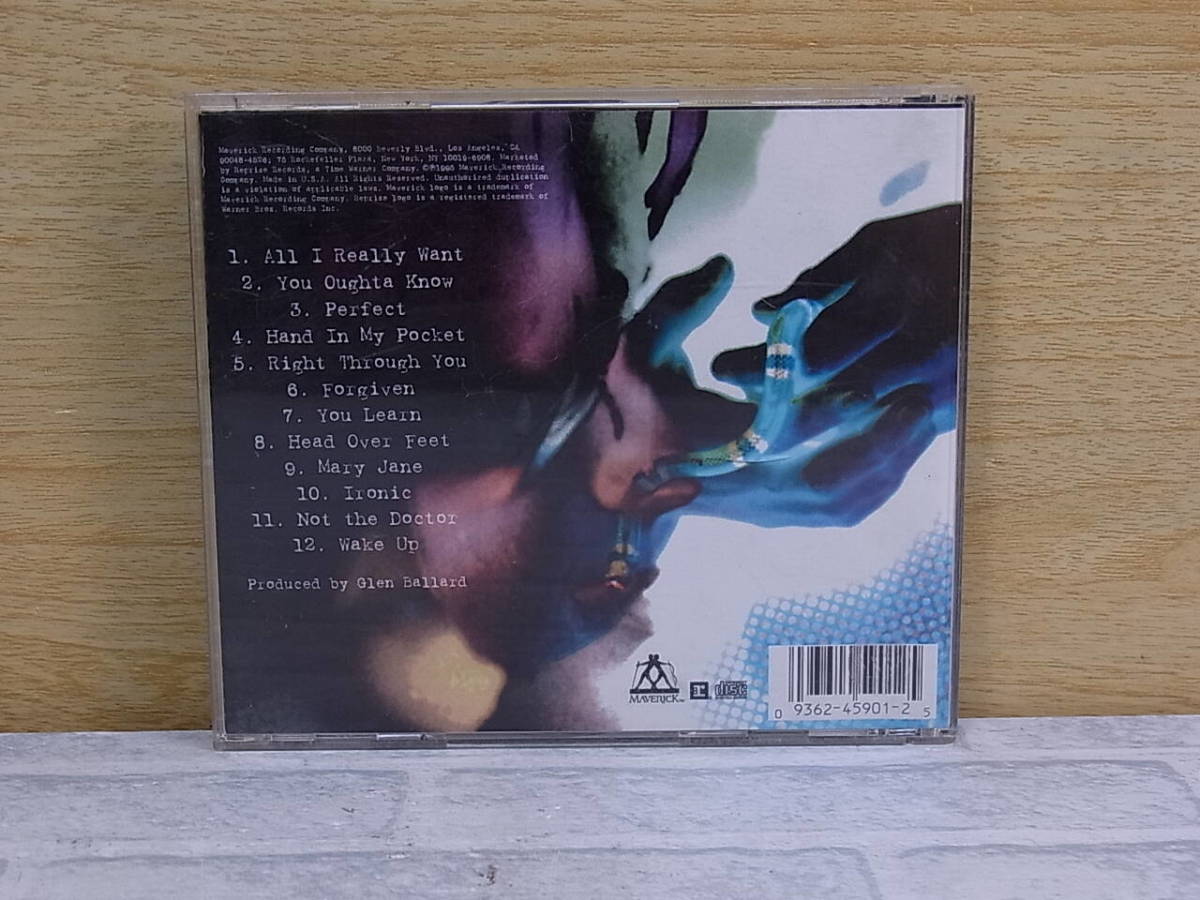 Maverick Recording Company, 8000 Beverly Blvd., Los Angeles, CA
90048-4528; 75 Rockefeller Plaza, New York, NY 10019-6908. Marketed
by Reprise Records, a Time Warner Company. ©℗1995 Maverick Recording
Company. Made in U.S.A. All Rights Reserved. Unauthorized duplication
is a violation of applicable laws. Maverick logo is a trademark of
Maverick Recording Company. Reprise logo is a registered trademark of
Warner Bros. Records Inc.
1. All I Really Want
2. You Oughta Know
3. Perfect
4. Hand In My Pocket
5. Right Through You
6. Forgiven
7. You Learn
8. Head Over Feet
9. Mary Jane
10. Ironic
11. Not the Doctor
12. Wake Up
Produced by Glen Ballard
MAVERICK
r
disc
0 9362-45901-2 5